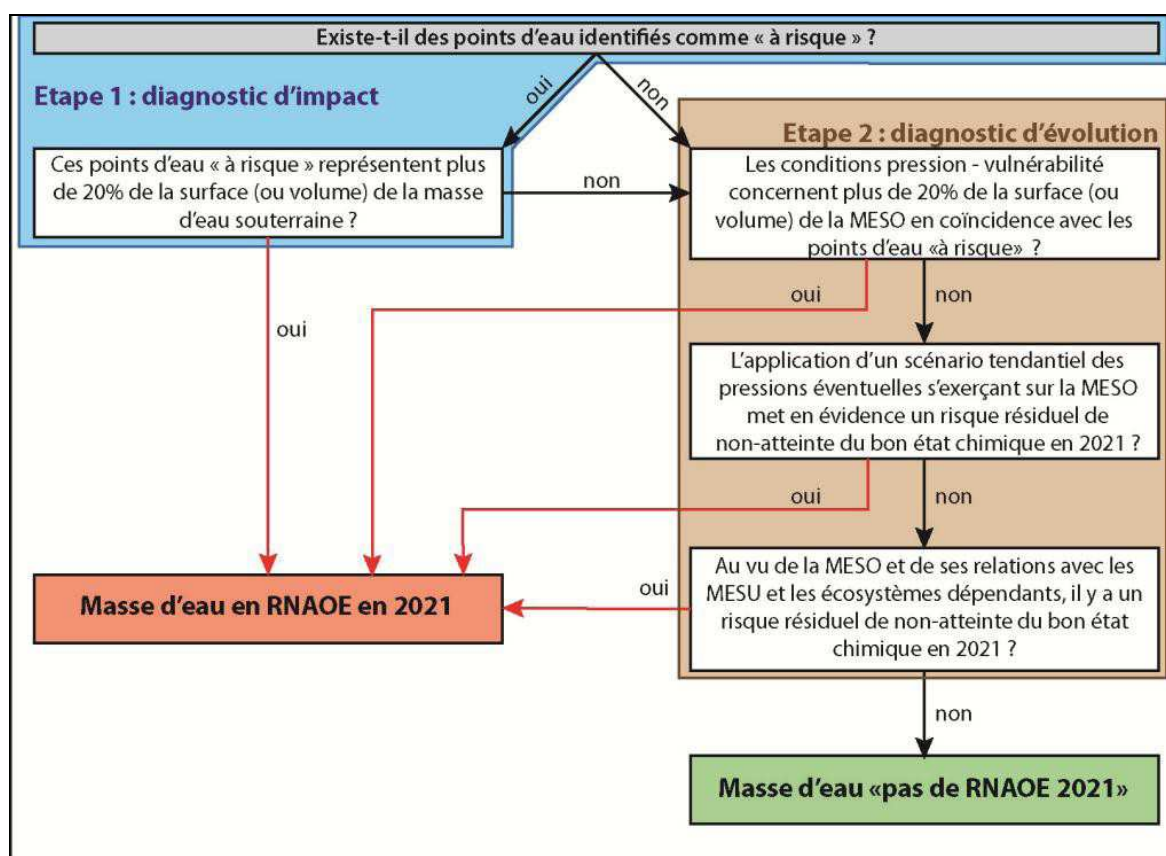 Existe-t-il des points d'eau identifiés comme « à risque » ?
oui
non
Etape 1 : diagnostic d'impact
Etape 2 : diagnostic d'évolution
Ces points d'eau « à risque » représentent plus
de 20% de la surface (ou volume) de la masse
d'eau souterraine ?
non
Les conditions pression - vulnérabilité
concernent plus de 20% de la surface (ou
volume) de la MESO en coïncidence avec les
points d'eau «à risque» ?
oui
oui
non
L'application d'un scénario tendantiel des
pressions éventuelles s'exerçant sur la MESO
met en évidence un risque résiduel de
non-atteinte du bon état chimique en 2021 ?
oui
non
Masse d'eau en RNAOE en 2021
oui
Au vu de la MESO et de ses relations avec les
MESU et les écosystèmes dépendants, il y a un
risque résiduel de non-atteinte du bon état
chimique en 2021 ?
non
Masse d'eau «pas de RNAOE 2021»